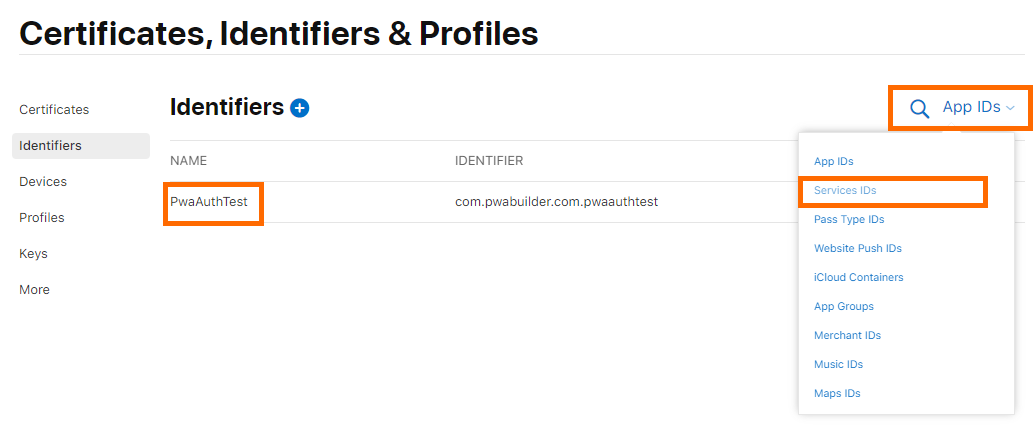 Certificates, Identifiers & Profiles
Certificates
Identifiers
Devices
Profiles
Keys
More
Identifiers
App IDs
NAME IDENTIFIER
PwaAuthTest com.pwabuilder.com.pwaauthtest
App IDs
Services IDs
Pass Type IDs
Website Push IDs
iCloud Containers
App Groups
Merchant IDs
Music IDs
Maps IDs